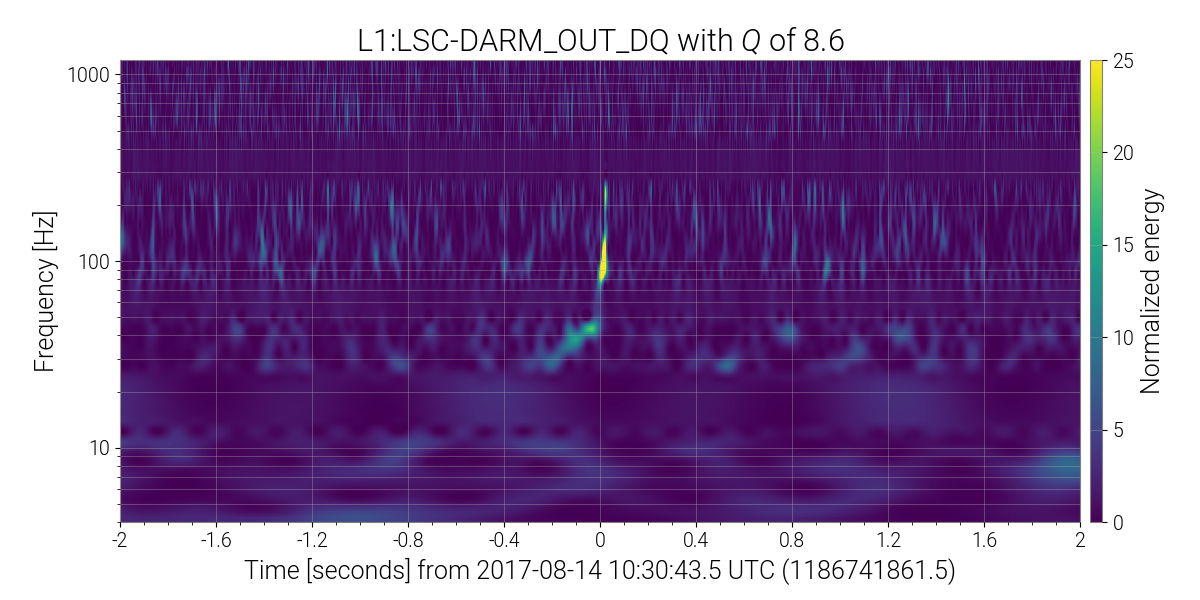 L1:LSC-DARM_OUT_DQ with Q of 8.6
1000
100
10
Frequency [Hz]
-2 -1.6 -1.2 -0.8 -0.4 0 0.4 0.8 1.2 1.6 2
Time [seconds] from 2017-08-14 10:30:43.5 UTC (1186741861.5)
25
20
15
10
5
0
Normalized energy